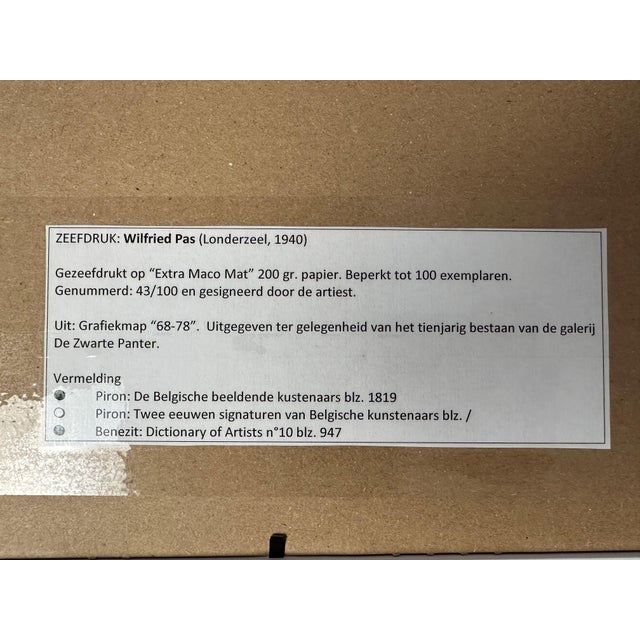 ZEEFDRUK: Wilfried Pas (Londerzeel, 1940)
Gezeefdrukt op “Extra Maco Mat” 200 gr. papier. Beperkt tot 100 exemplaren.
Genummerd: 43/100 en gesigneerd door de artiest.
Uit: Grafiekmap “68-78”. Uitgegeven ter gelegenheid van het tienjarig bestaan van de galerij
De Zwarte Panter.
Vermelding
Piron: De Belgische beeldende kustenaars blz. 1819
Piron: Twee eeuwen signaturen van Belgische kunstenaars blz. /
Benezit: Dictionary of Artists n°10 blz. 947